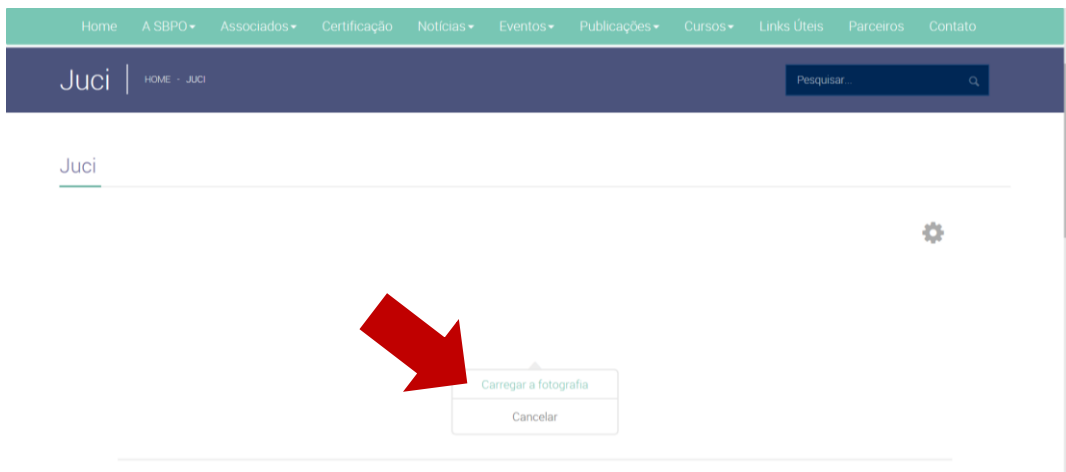 Home A SBPO Associados Certificação Notícias Eventos Publicações Cursos Links Úteis Parceiros Contato
Juci HOME - JUCI Pesquisar...
Juci
Carregar a fotografia
Cancelar